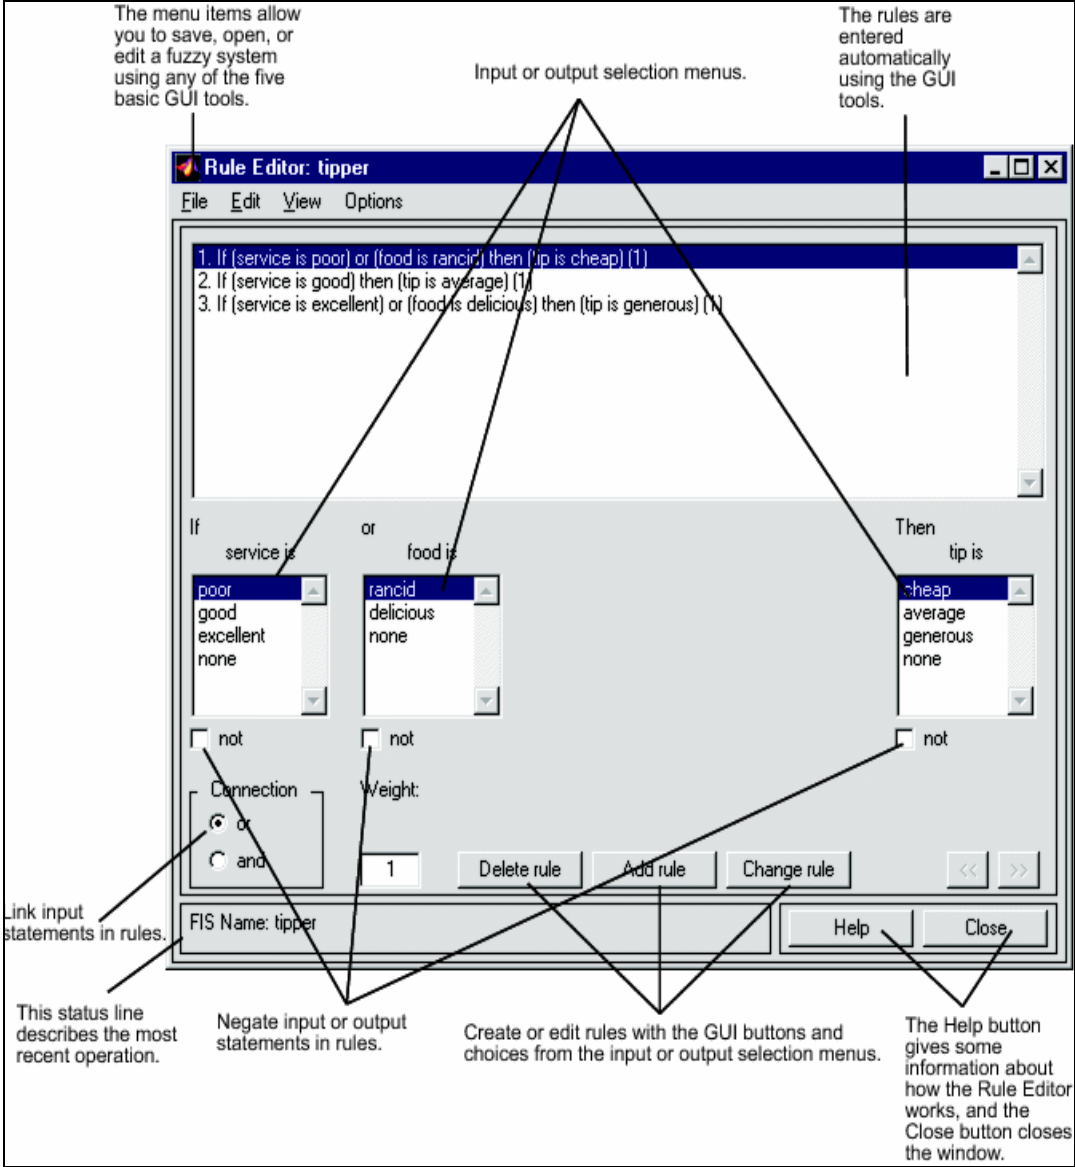 The menu items allow
you to save, open, or
edit a fuzzy system
using any of the five
basic GUI tools.
Input or output selection menus.
The rules are
entered
automatically
using the GUI
tools.
Rule Editor: tipper
File Edit View Options
1. If (service is poor) or (food is rancid) then (tip is cheap) (1)
2. If (service is good) then (tip is average) (1)
3. If (service is excellent) or (food is delicious) then (tip is generous) (1)
If or Then
service is food is tip is
poor
good
excellent
none
rancid
delicious
none
cheap
average
generous
none
not not not
Connection Weight:
or
and
1 Delete rule Add rule Change rule << >>
FIS Name: tipper Help Close
Link input
statements in rules.
This status line
describes the most
recent operation.
Negate input or output
statements in rules.
Create or edit rules with the GUI buttons and
choices from the input or output selection menus.
The Help button
gives some
information about
how the Rule Editor
works, and the
Close button closes
the window.